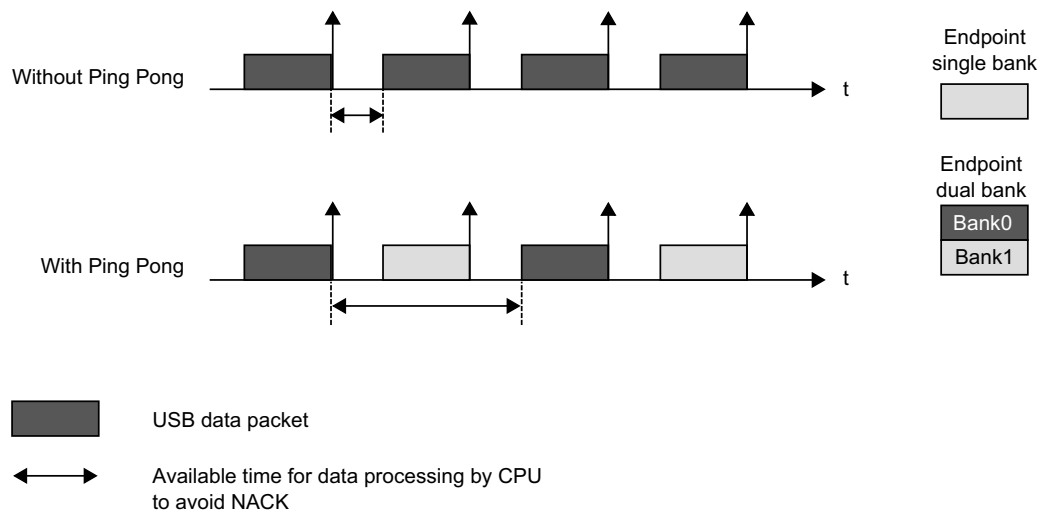 Without Ping Pong
t
Endpoint
single bank
Endpoint
dual bank
Bank0
Bank1
With Ping Pong
t
USB data packet
Available time for data processing by CPU
to avoid NACK